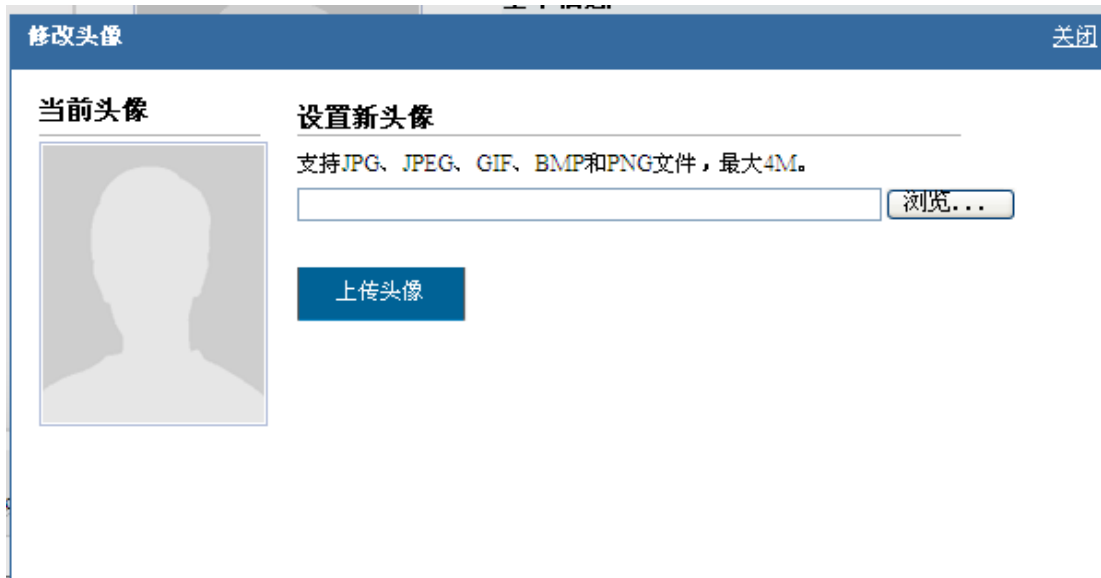 修改头像
关闭
当前头像
设置新头像
支持JPG、JPEG、GIF、BMP和PNG文件，最大4M。
浏览...
上传头像